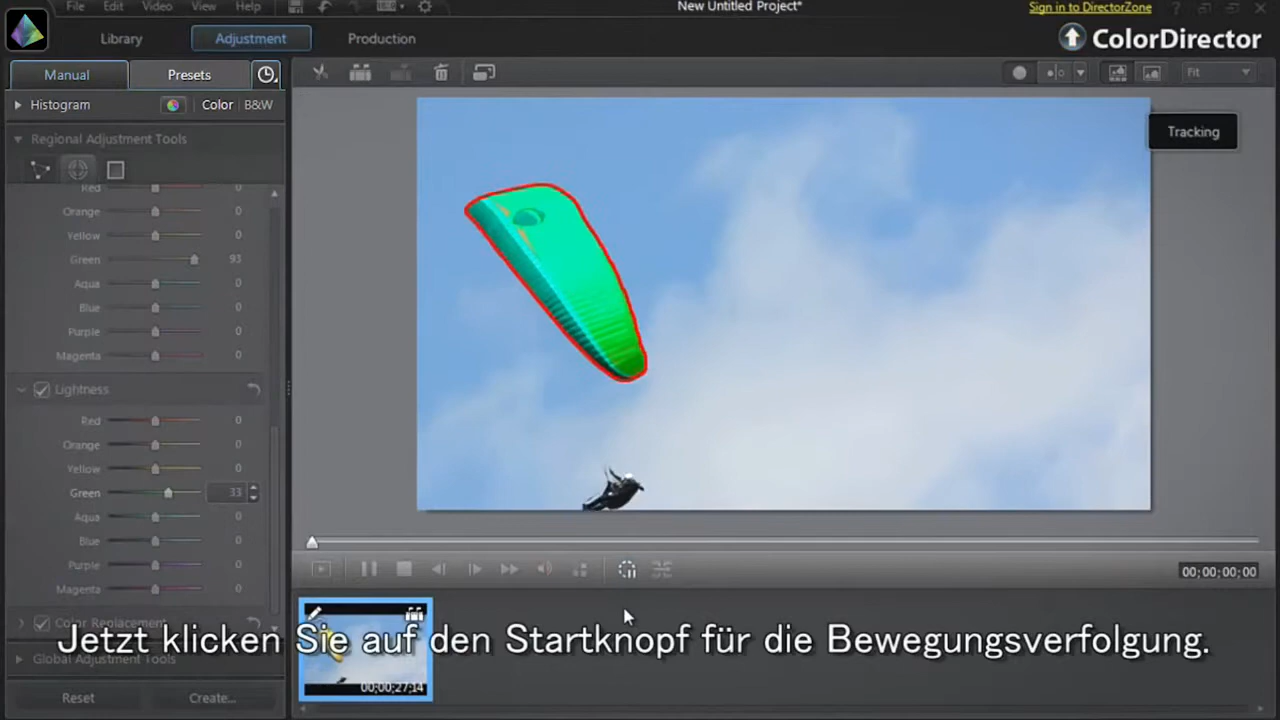 File Edit Video View Help
New Untitled Project*
Sign in to DirectorZone
?
Library Adjustment Production
ColorDirector
Manual Presets
Fit
Histogram Color B&W
Regional Adjustment Tools
Tracking
Red 0
Orange 0
Yellow 0
Green 93
Aqua 0
Blue 0
Purple 0
Magenta 0
Lightness
Red 0
Orange 0
Yellow 0
Green 33
Aqua 0
Blue 0
Purple 0
Magenta 0
00;00;00;00
Color Replacement
Jetzt klicken Sie auf den Startknopf für die Bewegungsverfolgung.
Global Adjustment Tools
00;00;27;14
Reset Create...